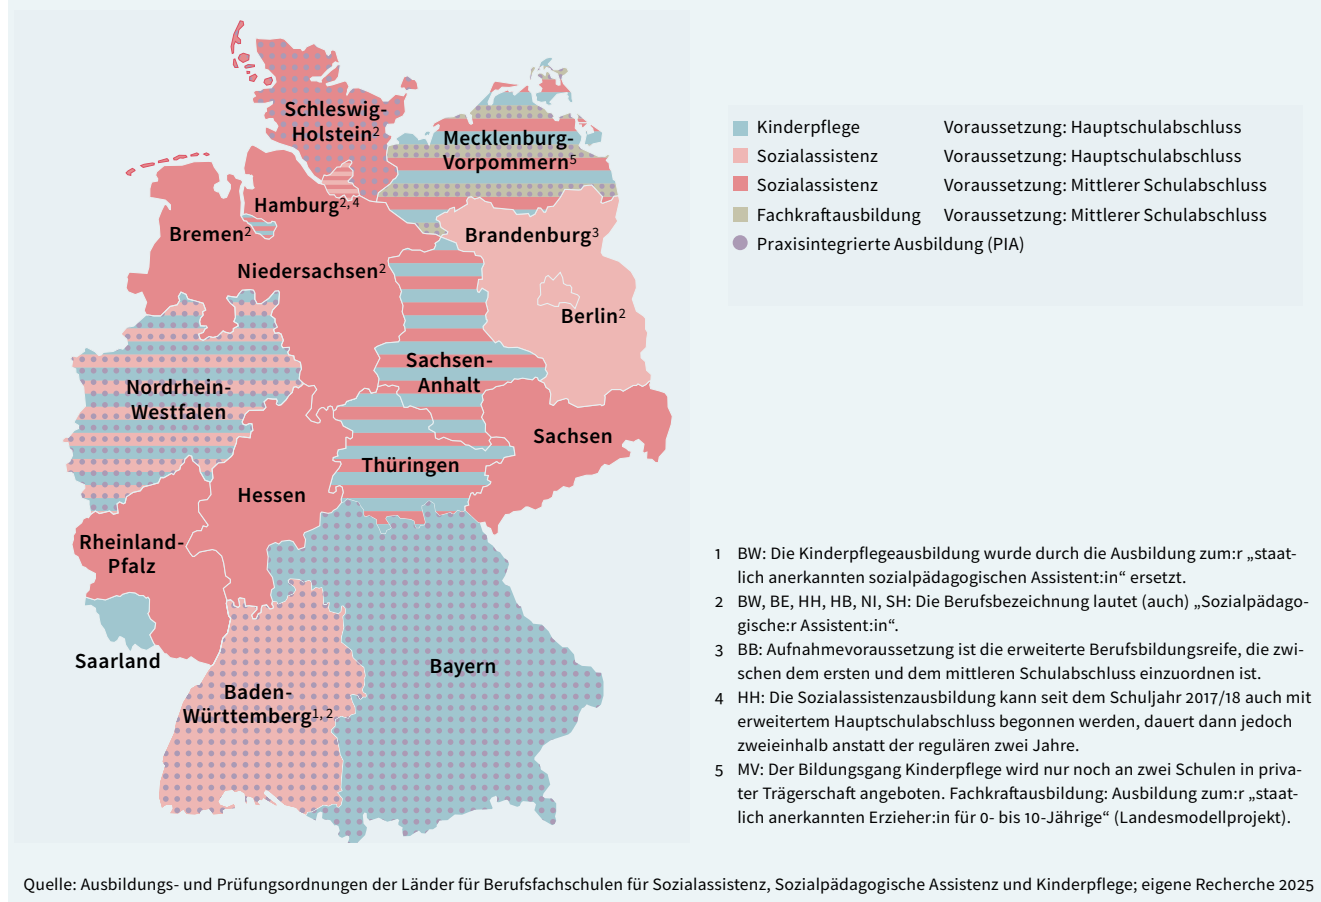 Schleswig-
Holstein2
Mecklenburg-
Vorpommern5
Hamburg2, 4
Bremen2
Brandenburg3
Niedersachsen2
Berlin2
Sachsen-
Anhalt
Nordrhein-
Westfalen
Sachsen
Thüringen
Hessen
Rheinland-
Pfalz
Saarland
Bayern
Baden-
Württemberg1, 2
Kinderpflege Voraussetzung: Hauptschulabschluss
Sozialassistenz Voraussetzung: Hauptschulabschluss
Sozialassistenz Voraussetzung: Mittlerer Schulabschluss
Fachkraftausbildung Voraussetzung: Mittlerer Schulabschluss
Praxisintegrierte Ausbildung (PIA)
1 BW: Die Kinderpflegeausbildung wurde durch die Ausbildung zum:r „staat-
lich anerkannten sozialpädagogischen Assistent:in“ ersetzt.
2 BW, BE, HH, HB, NI, SH: Die Berufsbezeichnung lautet (auch) „Sozialpädago-
gische:r Assistent:in“.
3 BB: Aufnahmevoraussetzung ist die erweiterte Berufsbildungsreife, die zwi-
schen dem ersten und dem mittleren Schulabschluss einzuordnen ist.
4 HH: Die Sozialassistenzausbildung kann seit dem Schuljahr 2017/18 auch mit
erweitertem Hauptschulabschluss begonnen werden, dauert dann jedoch
zweieinhalb anstatt der regulären zwei Jahre.
5 MV: Der Bildungsgang Kinderpflege wird nur noch an zwei Schulen in priva-
ter Trägerschaft angeboten. Fachkraftausbildung: Ausbildung zum:r „staat-
lich anerkannten Erzieher:in für 0- bis 10-Jährige“ (Landesmodellprojekt).
Quelle: Ausbildungs- und Prüfungsordnungen der Länder für Berufsfachschulen für Sozialassistenz, Sozialpädagogische Assistenz und Kinderpflege; eigene Recherche 2025